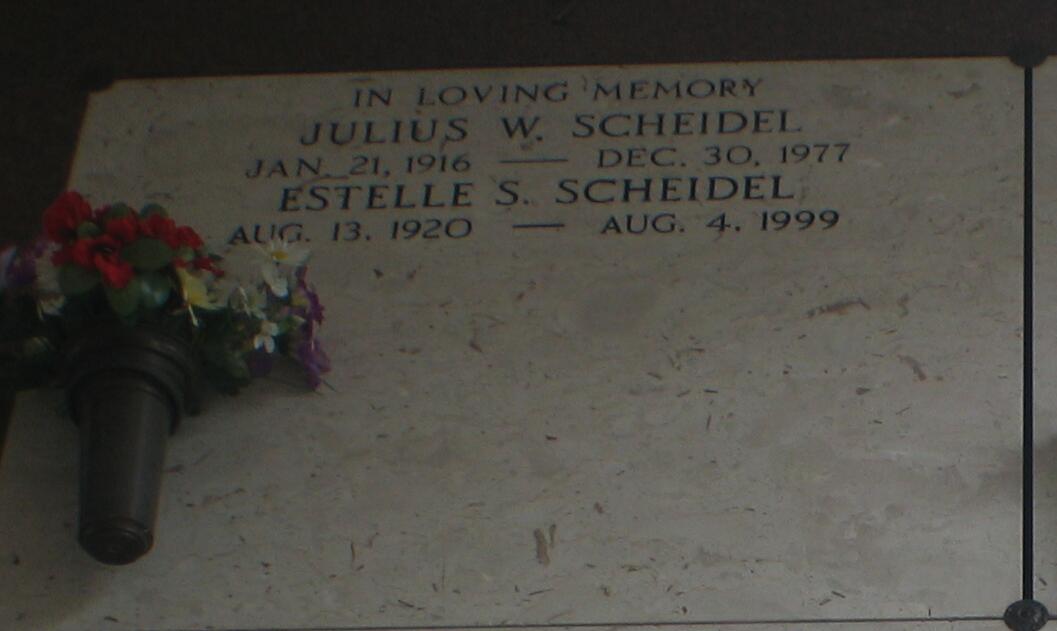 IN LOVING MEMORY
JULIUS W. SCHEIDEL
JAN. 21, 1916 — DEC. 30, 1977
ESTELLE S. SCHEIDEL
AUG. 13, 1920 — AUG. 4, 1999